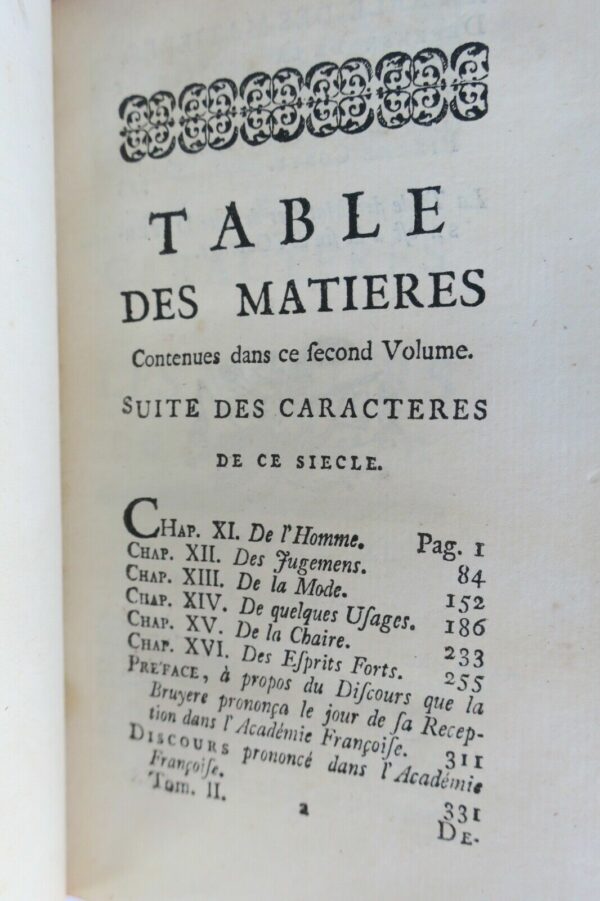 TABLE
DES MATIERES
Contenues dans ce ſecond Volume.
SUITE DES CARACTERES
DE CE SIECLE.
CHAP. XI. De l'Homme. Pag. 1
CHAP. XII. Des Jugemens. 84
CHAP. XIII. De la Mode. 152
CHAP. XIV. De quelques Uſages. 186
CHAP. XV. De la Chaire. 233
CHAP. XVI. Des Eſprits Forts. 255
PRE'FACE, à propos du Diſcours que la
Bruyere prononça le jour de ſa Recep-
tion dans l'Académie Françoiſe. 311
DISCOURS prononcé dans l'Académie
Françoiſe. 331
Tom. II. a DE-